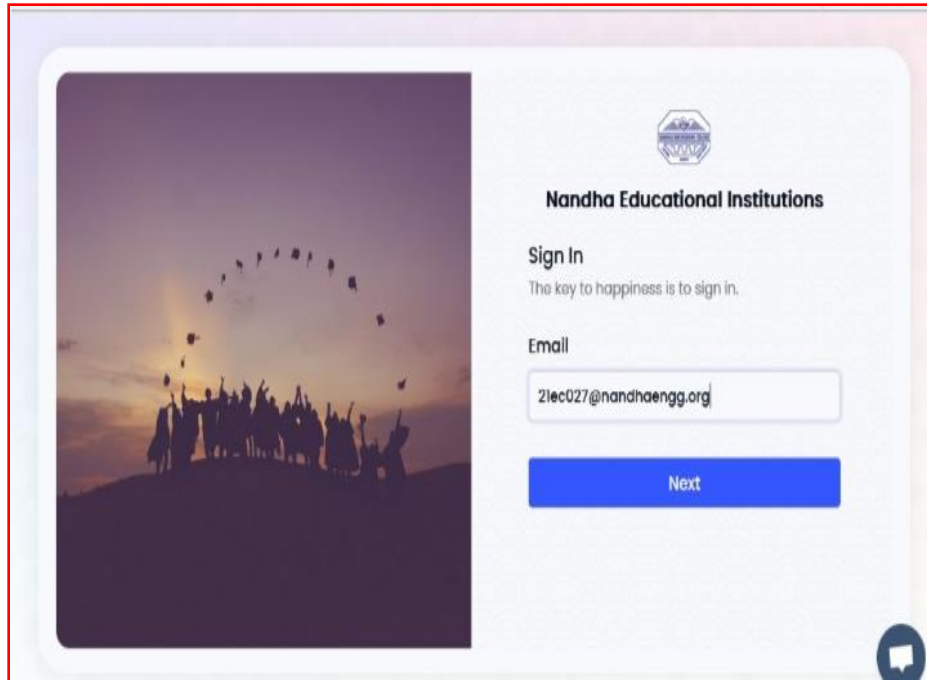 Nandha Educational Institutions
Sign In
The key to happiness is to sign in.
Email
21ec027@nandhaengg.org
Next